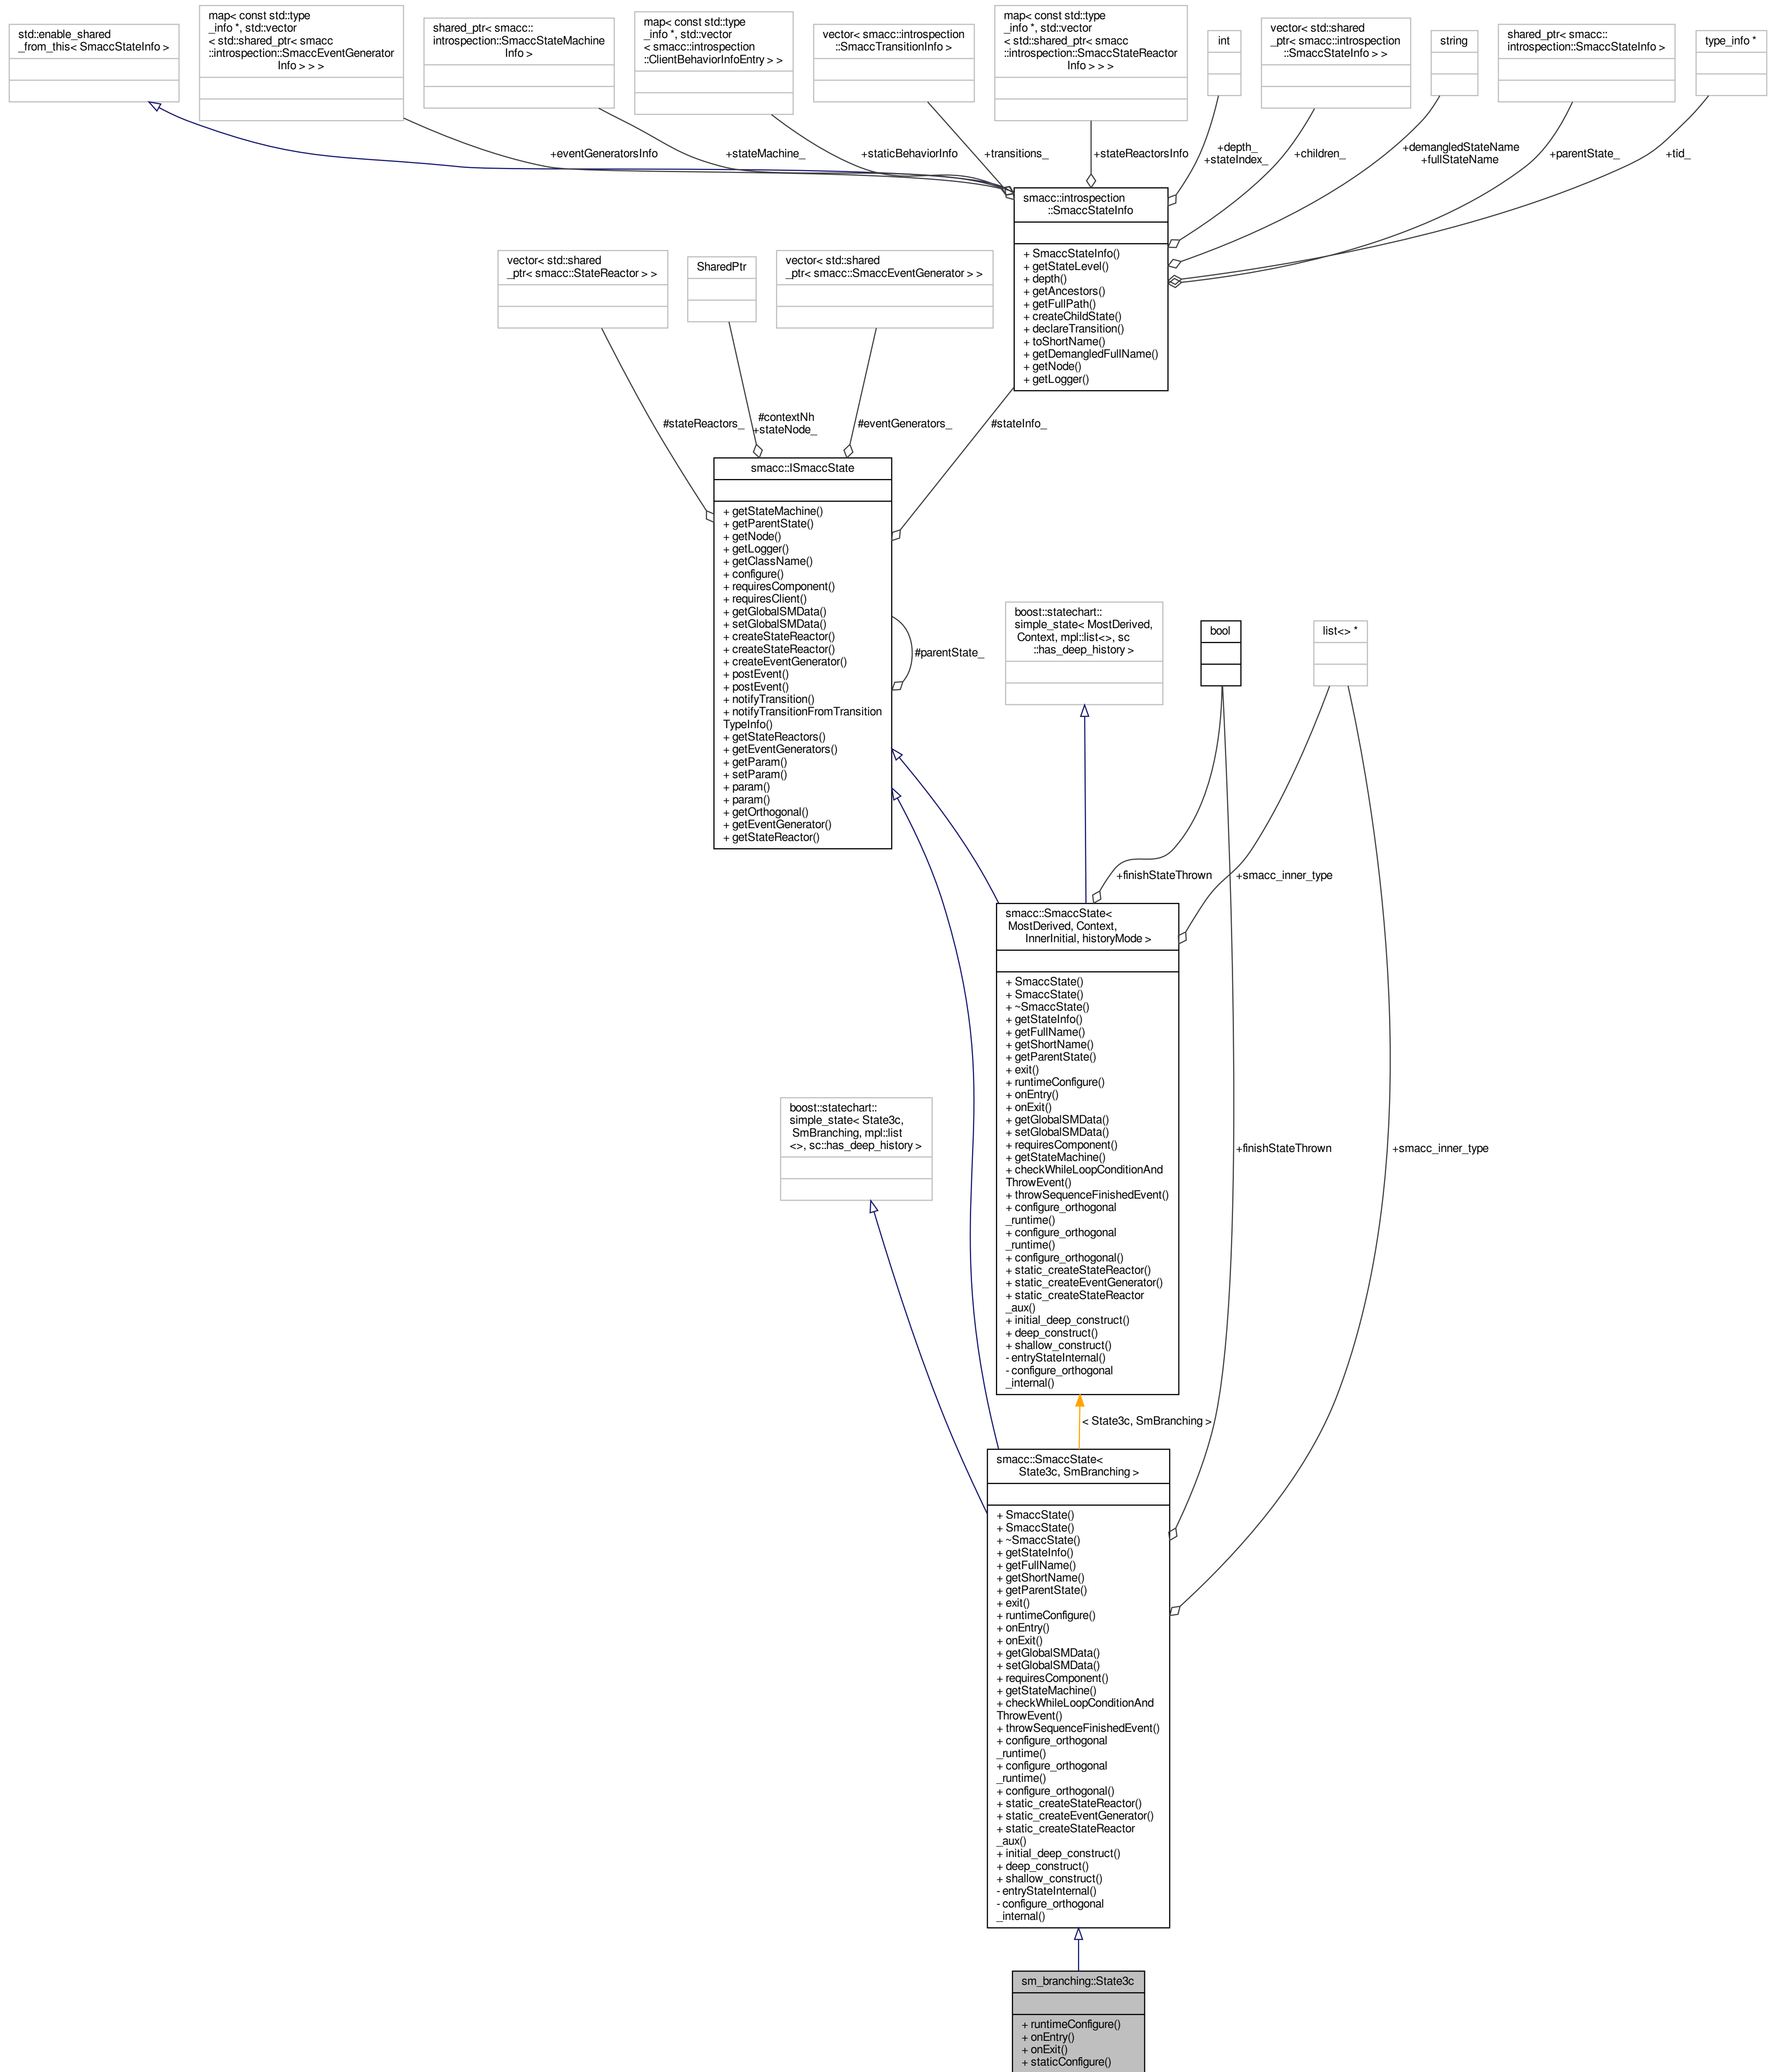 std::enable_shared
_from_this< SmaccStateInfo >
map< const std::type
_info *, std::vector
< std::shared_ptr< smacc
::introspection::SmaccEventGenerator
Info > > >
shared_ptr< smacc::
introspection::SmaccStateMachine
Info >
map< const std::type
_info *, std::vector
< smacc::introspection
::ClientBehaviorInfoEntry > >
vector< smacc::introspection
::SmaccTransitionInfo >
map< const std::type
_info *, std::vector
< std::shared_ptr< smacc
::introspection::SmaccStateReactor
Info > > >
int
vector< std::shared
_ptr< smacc::introspection
::SmaccStateInfo > >
string
shared_ptr< smacc::
introspection::SmaccStateInfo >
type_info *
+eventGeneratorsInfo
+stateMachine_
+staticBehaviorInfo
+transitions_
+stateReactorsInfo
+depth_
+stateIndex_
+children_
+demangledStateName
+fullStateName
+parentState_
+tid_
smacc::introspection
::SmaccStateInfo
+ SmaccStateInfo()
+ getStateLevel()
+ depth()
+ getAncestors()
+ getFullPath()
+ createChildState()
+ declareTransition()
+ toShortName()
+ getDemangledFullName()
+ getNode()
+ getLogger()
vector< std::shared
_ptr< smacc::StateReactor > >
SharedPtr
vector< std::shared
_ptr< smacc::SmaccEventGenerator > >
#stateReactors_
#contextNh
+stateNode_
#eventGenerators_
#stateInfo_
smacc::ISmaccState
+ getStateMachine()
+ getParentState()
+ getNode()
+ getLogger()
+ getClassName()
+ configure()
+ requiresComponent()
+ requiresClient()
+ getGlobalSMData()
+ setGlobalSMData()
+ createStateReactor()
+ createStateReactor()
+ createEventGenerator()
+ postEvent()
+ postEvent()
+ notifyTransition()
+ notifyTransitionFromTransition
TypeInfo()
+ getStateReactors()
+ getEventGenerators()
+ getParam()
+ setParam()
+ param()
+ param()
+ getOrthogonal()
+ getEventGenerator()
+ getStateReactor()
#parentState_
boost::statechart::
simple_state< MostDerived,
Context, mpl::list<>, sc
::has_deep_history >
bool
list<> *
+finishStateThrown
+smacc_inner_type
smacc::SmaccState<
MostDerived, Context,
InnerInitial, historyMode >
+ SmaccState()
+ SmaccState()
+ ~SmaccState()
+ getStateInfo()
+ getFullName()
+ getShortName()
+ getParentState()
+ exit()
+ runtimeConfigure()
+ onEntry()
+ onExit()
+ getGlobalSMData()
+ setGlobalSMData()
+ requiresComponent()
+ getStateMachine()
+ checkWhileLoopConditionAnd
ThrowEvent()
+ throwSequenceFinishedEvent()
+ configure_orthogonal
_runtime()
+ configure_orthogonal
_runtime()
+ configure_orthogonal()
+ static_createStateReactor()
+ static_createEventGenerator()
+ static_createStateReactor
_aux()
+ initial_deep_construct()
+ deep_construct()
+ shallow_construct()
- entryStateInternal()
- configure_orthogonal
_internal()
boost::statechart::
simple_state< State3c,
SmBranching, mpl::list
<>, sc::has_deep_history >
+finishStateThrown
+smacc_inner_type
< State3c, SmBranching >
smacc::SmaccState<
State3c, SmBranching >
+ SmaccState()
+ SmaccState()
+ ~SmaccState()
+ getStateInfo()
+ getFullName()
+ getShortName()
+ getParentState()
+ exit()
+ runtimeConfigure()
+ onEntry()
+ onExit()
+ getGlobalSMData()
+ setGlobalSMData()
+ requiresComponent()
+ getStateMachine()
+ checkWhileLoopConditionAnd
ThrowEvent()
+ throwSequenceFinishedEvent()
+ configure_orthogonal
_runtime()
+ configure_orthogonal
_runtime()
+ configure_orthogonal()
+ static_createStateReactor()
+ static_createEventGenerator()
+ static_createStateReactor
_aux()
+ initial_deep_construct()
+ deep_construct()
+ shallow_construct()
- entryStateInternal()
- configure_orthogonal
_internal()
sm_branching::State3c
+ runtimeConfigure()
+ onEntry()
+ onExit()
+ staticConfigure()